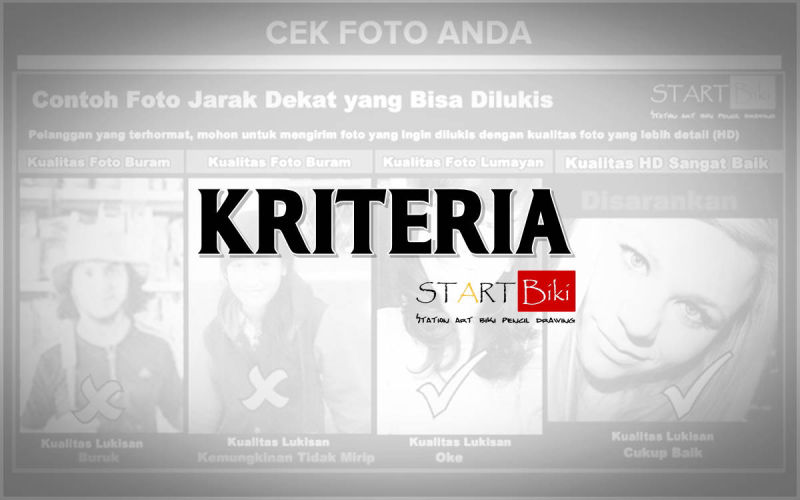 CEK FOTO ANDA
Contoh Foto Jarak Dekat yang Bisa Dilukis
START Biki
STATION ART BIKI PENCIL DRAWING
Pelanggan yang terhormat, mohon untuk mengirim foto yang ingin dilukis dengan kualitas foto yang lebih detail (HD)
Kualitas Foto Buram
Kualitas Foto Buram
Kualitas Foto Lumayan
Kualitas HD Sangat Baik
Disarankan
KRITERIA
START Biki
STATION ART BIKI PENCIL DRAWING
Kualitas Lukisan
Buruk
Kualitas Lukisan
Kemungkinan Tidak Mirip
Kualitas Lukisan
Oke
Kualitas Lukisan
Cukup Baik